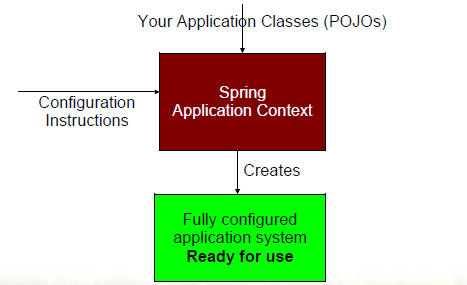 Your Application Classes (POJOs)
Spring
Application Context
Configuration
Instructions
Creates
Fully configured
application system
Ready for use